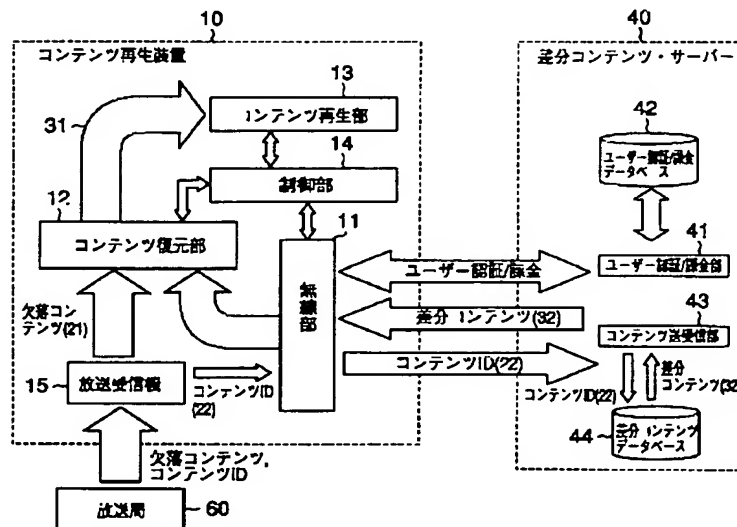 10
コンテンツ再生装置
13
コンテンツ再生部
31
14
制御部
12
11
コンテンツ復元部
無線部
欠落コン
テンツ(21)
15
放送受信機
コンテンツID
(22)
欠落コンテンツ,
コンテンツID
放送局
60
ユーザー認証/課金
差分コンテンツ(32)
コンテンツID(22)
40
差分コンテンツ・サーバー
42
ユーザー認証/課金
データベース
41
ユーザー認証/課金部
43
コンテンツ送受信部
コンテンツID(22)
差分
コンテンツ(32)
44
差分コンテンツ
データベース